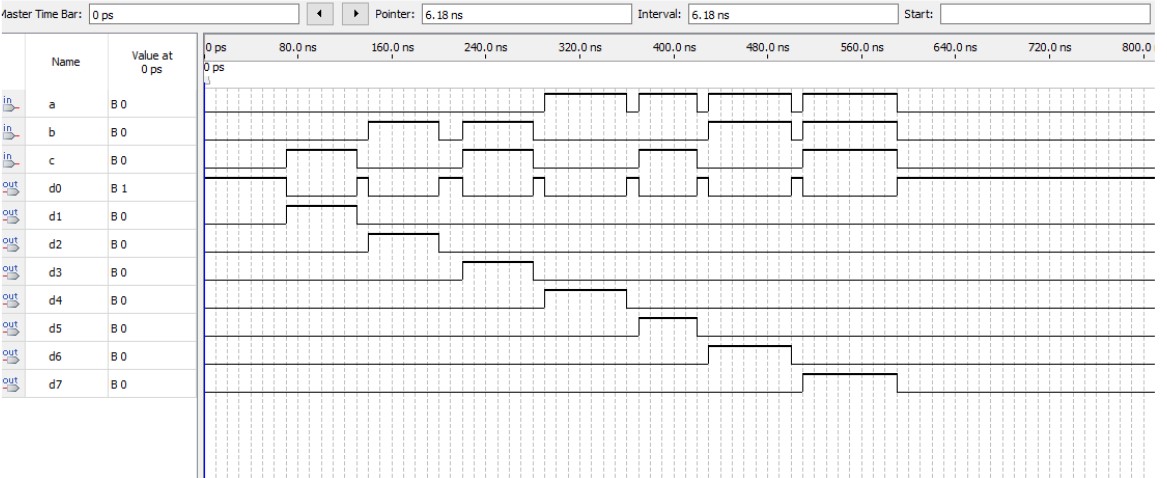 Master Time Bar: 0 ps Pointer: 6.18 ns Interval: 6.18 ns Start:
Name Value at 0 ps
0 ps 80.0 ns 160.0 ns 240.0 ns 320.0 ns 400.0 ns 480.0 ns 560.0 ns 640.0 ns 720.0 ns 800.0
0 ps
in a B 0
in b B 0
in c B 0
out d0 B 1
out d1 B 0
out d2 B 0
out d3 B 0
out d4 B 0
out d5 B 0
out d6 B 0
out d7 B 0